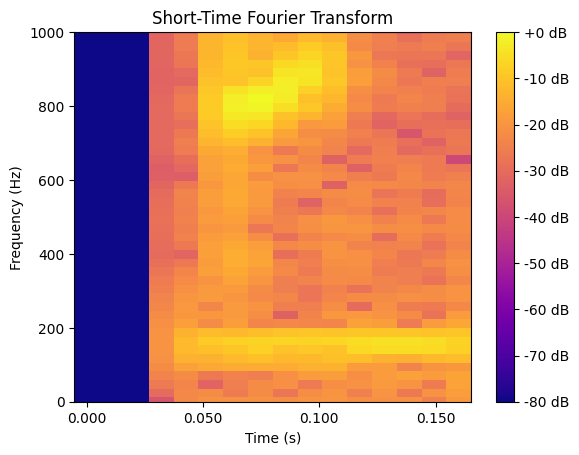 Short-Time Fourier Transform
1000
800
600
400
200
0
Frequency (Hz)
0.000
0.050
0.100
0.150
Time (s)
+0 dB
-10 dB
-20 dB
-30 dB
-40 dB
-50 dB
-60 dB
-70 dB
-80 dB